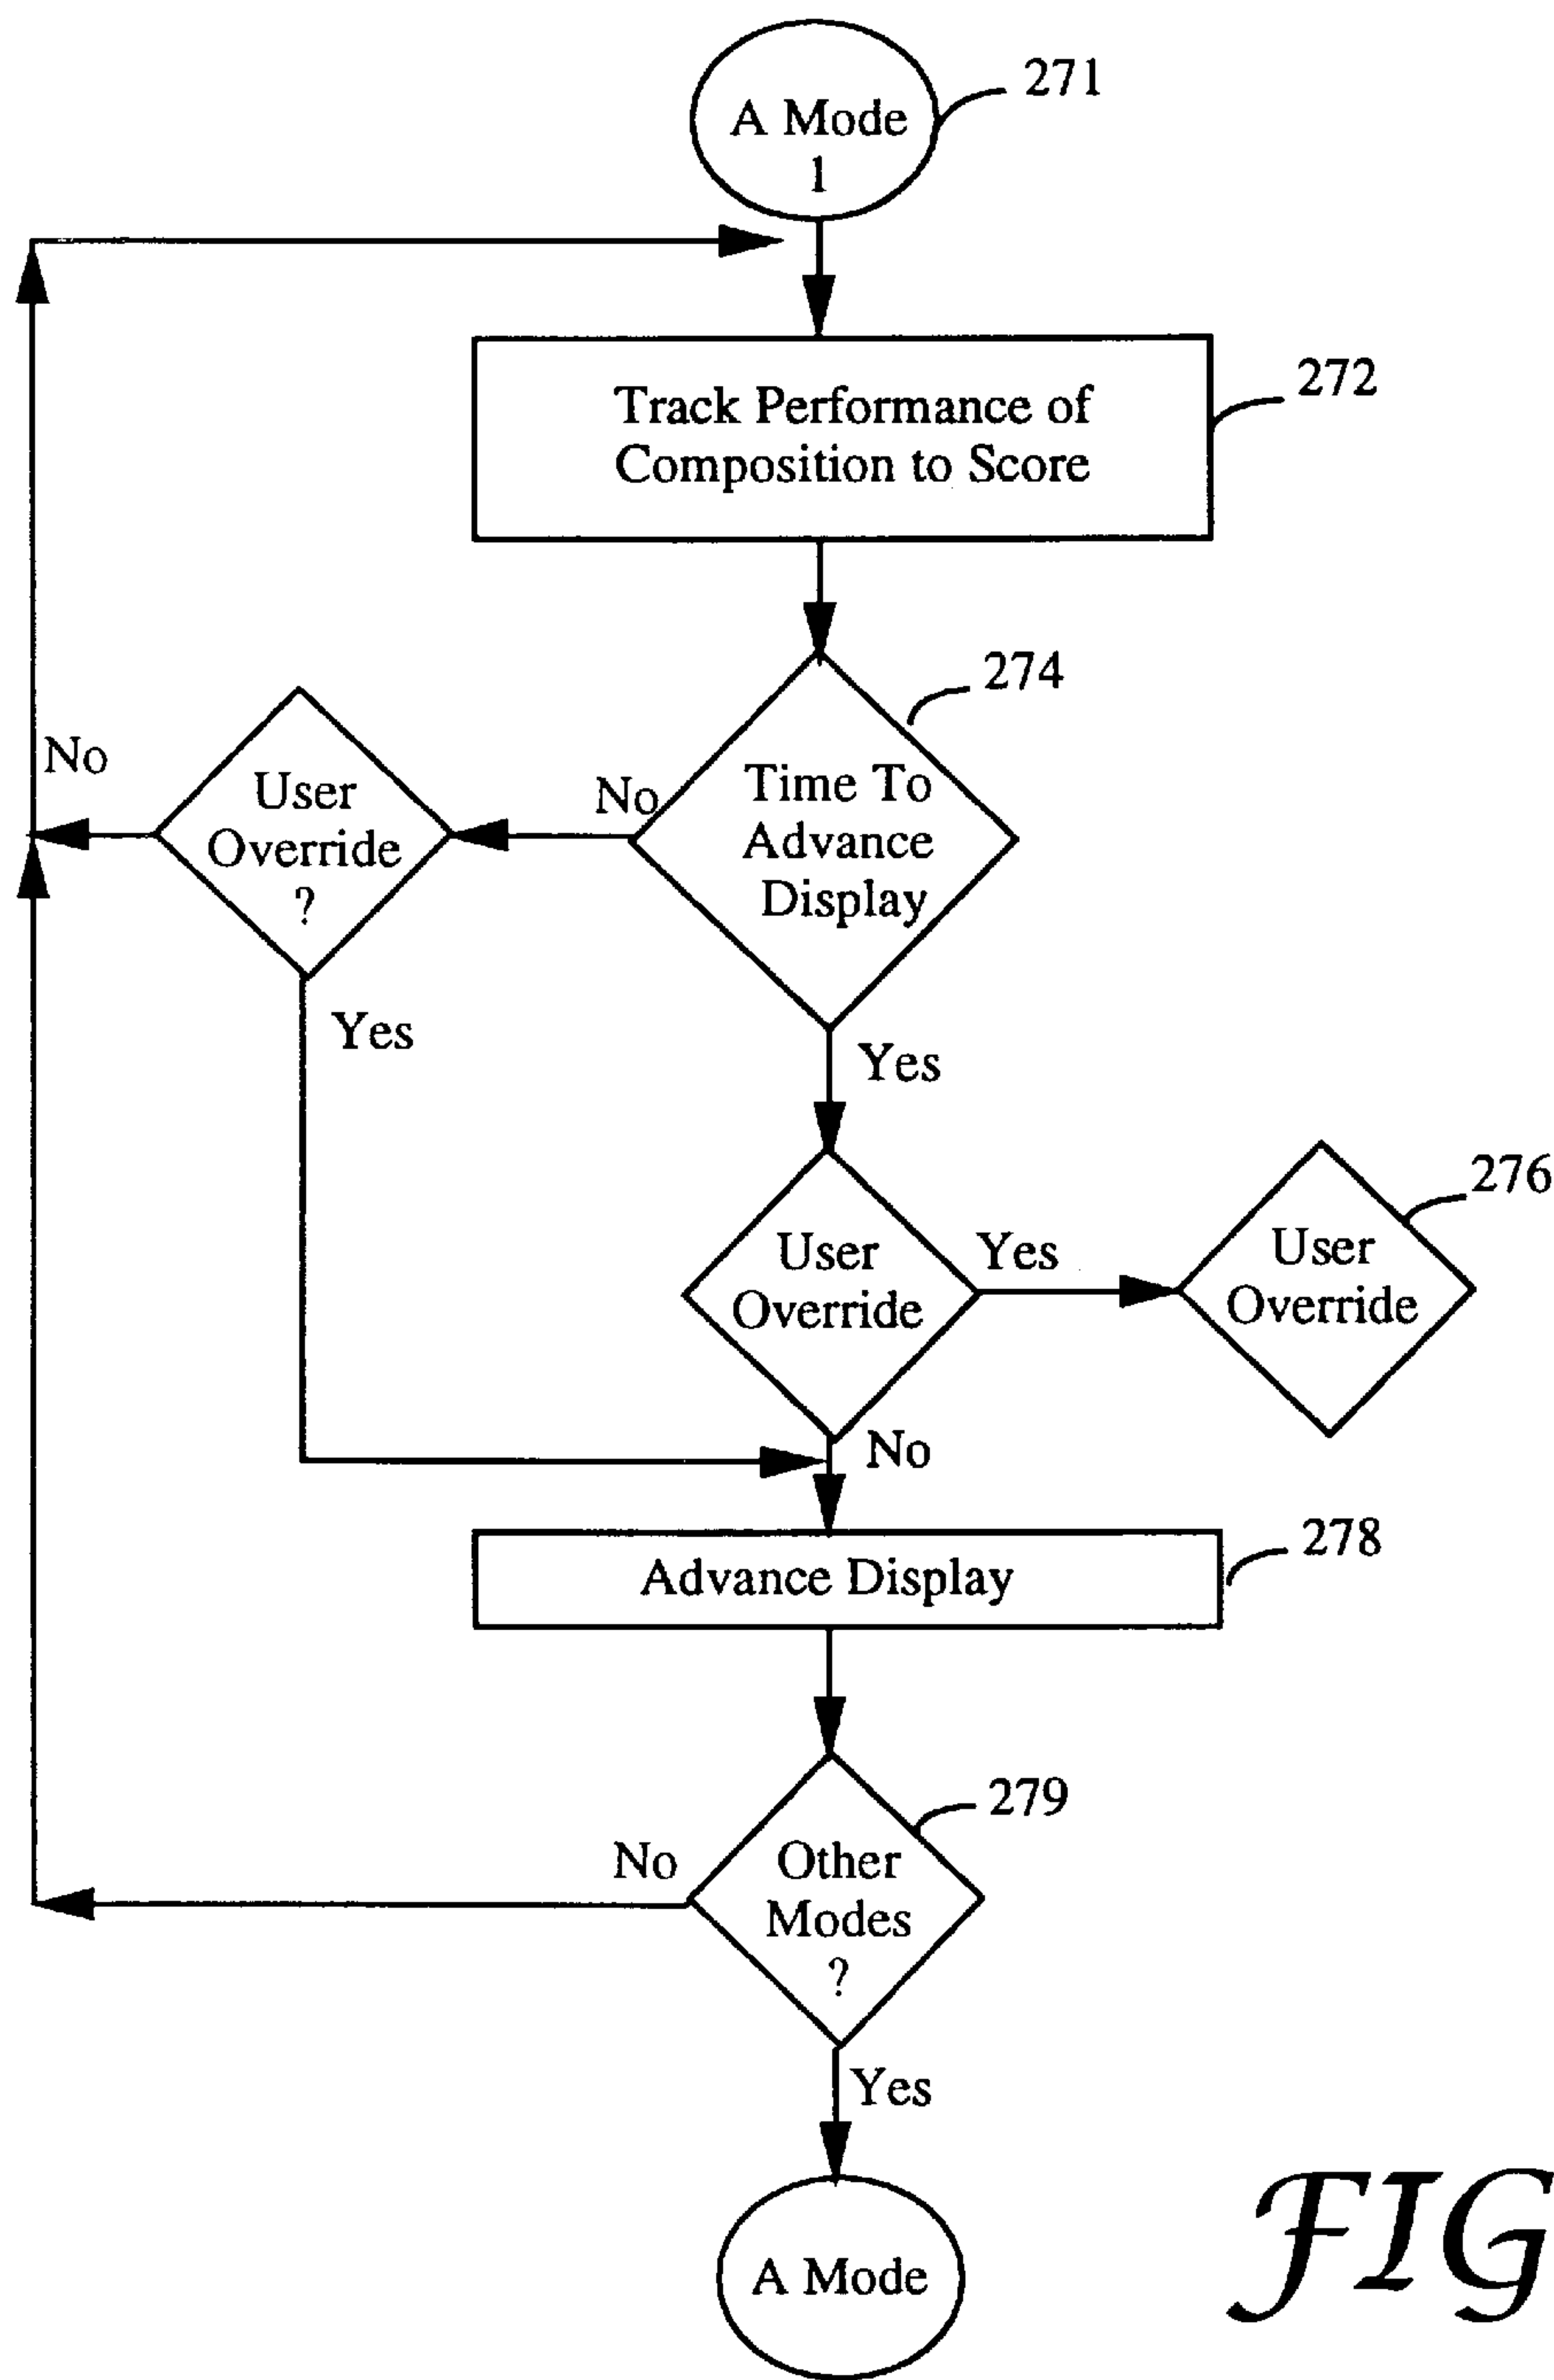 A Mode
1
271
Track Performance of
Composition to Score
272
274
Time To
Advance
Display
No
User
Override
?
No
Yes
Yes
User
Override
Yes
User
Override
276
No
Advance Display
278
279
Other
Modes
?
No
Yes
A Mode
FIG